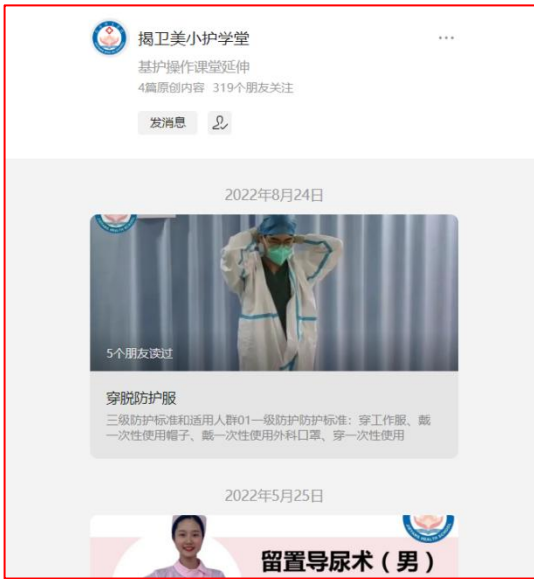 揭卫美小护学堂
基护操作课堂延伸
4篇原创内容 319个朋友关注
发消息
2022年8月24日
5个朋友读过
穿脱防护服
三级防护标准和适用人群01一级防护防护标准：穿工作服、戴
一次性使用帽子、戴一次性使用外科口罩、穿一次性使用
2022年5月25日
留置导尿术（男）